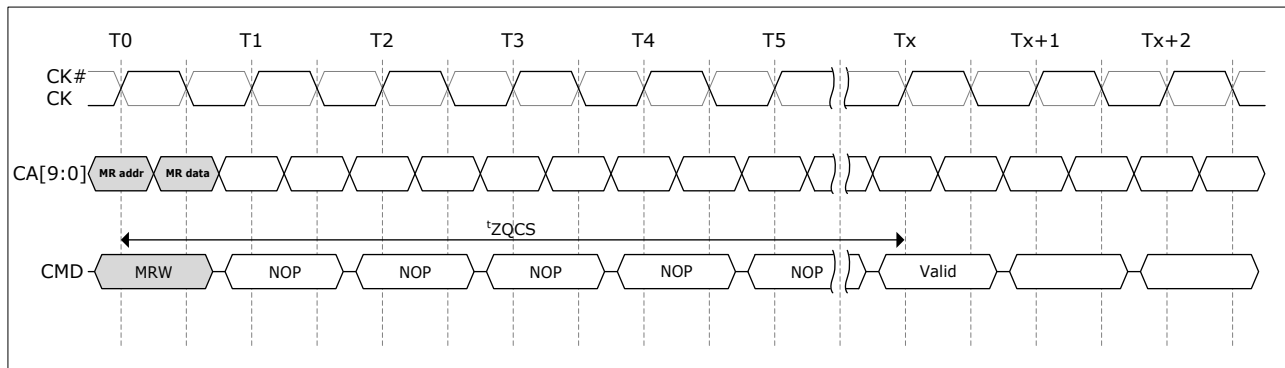 T0 T1 T2 T3 T4 T5 Tx Tx+1 Tx+2
CK#
CK
CA[9:0] MR addr MR data
tZQCS
CMD MRW NOP NOP NOP NOP NOP Valid